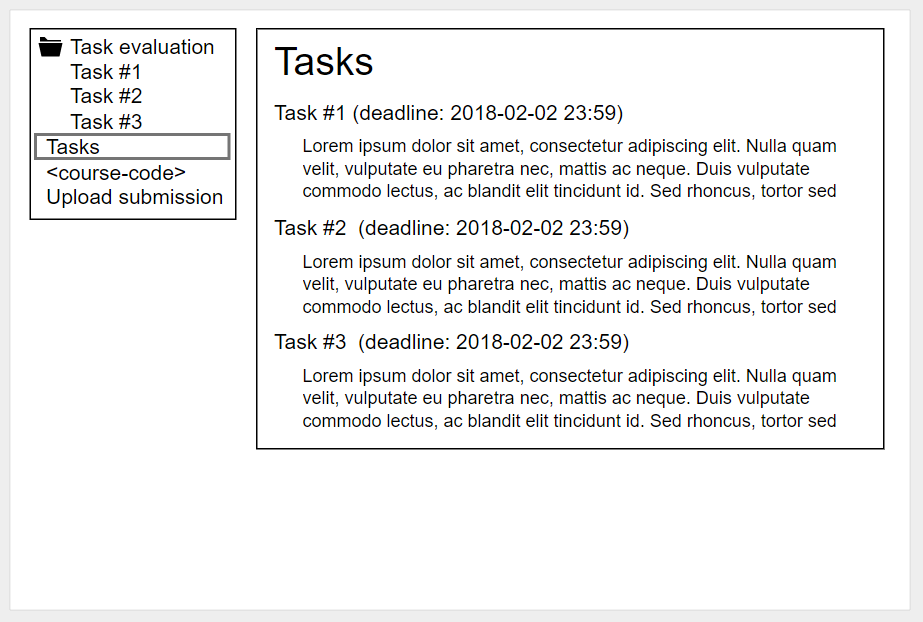 Task evaluation
Task #1
Task #2
Task #3
Tasks
<course-code>
Upload submission
Tasks
Task #1 (deadline: 2018-02-02 23:59)
Lorem ipsum dolor sit amet, consectetur adipiscing elit. Nulla quam
velit, vulputate eu pharetra nec, mattis ac neque. Duis vulputate
commodo lectus, ac blandit elit tincidunt id. Sed rhoncus, tortor sed
Task #2  (deadline: 2018-02-02 23:59)
Lorem ipsum dolor sit amet, consectetur adipiscing elit. Nulla quam
velit, vulputate eu pharetra nec, mattis ac neque. Duis vulputate
commodo lectus, ac blandit elit tincidunt id. Sed rhoncus, tortor sed
Task #3  (deadline: 2018-02-02 23:59)
Lorem ipsum dolor sit amet, consectetur adipiscing elit. Nulla quam
velit, vulputate eu pharetra nec, mattis ac neque. Duis vulputate
commodo lectus, ac blandit elit tincidunt id. Sed rhoncus, tortor sed